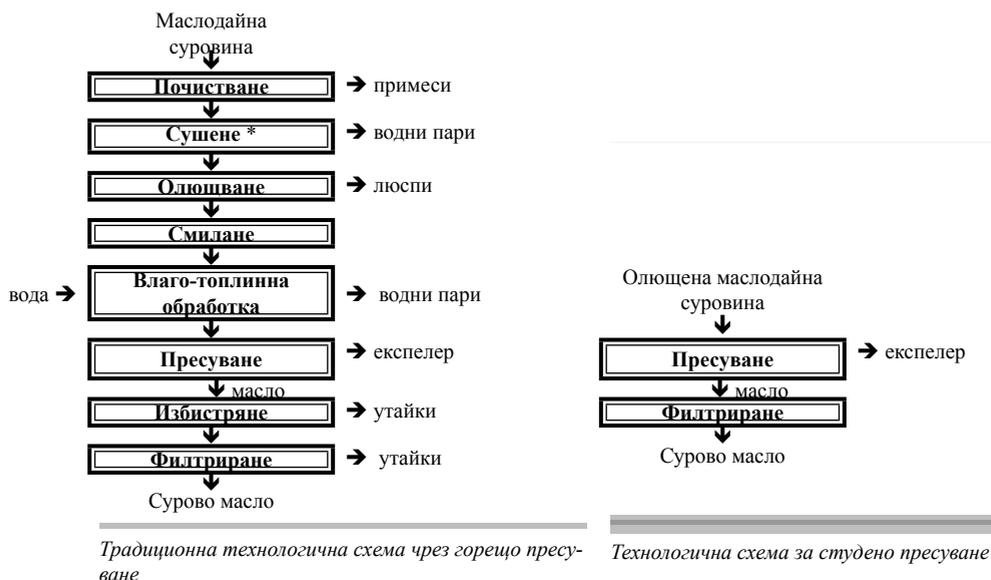 Маслодайна
суровина
Почистване
примеси
Сушене *
водни пари
Олющване
люспи
Смилане
вода
Влаго-топлинна
обработка
водни пари
Пресуване
експелер
масло
Избистряне
утайки
Филтриране
утайки
Сурово масло
Традиционна технологична схема чрез горещо пресу-
ване
Олющена маслодайна
суровина
Пресуване
експелер
масло
Филтриране
Сурово масло
Технологична схема за студено пресуване